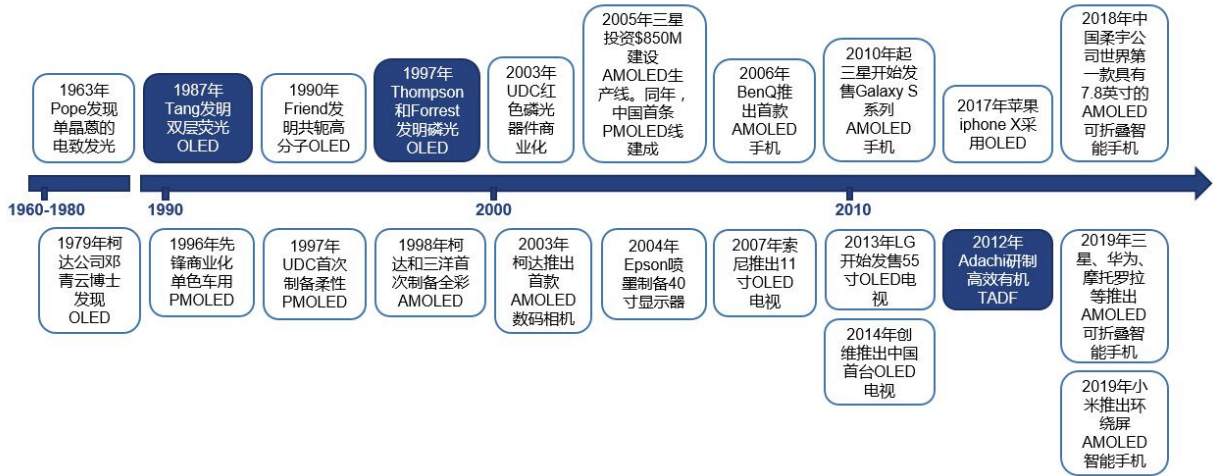 1963年
Pope发现
单晶蒽的
电致发光
1987年
Tang发明
双层荧光
OLED
1990年
Friend发
明共轭高
分子OLED
1997年
Thompson
和Forrest
发明磷光
OLED
2003年
UDC红
色磷光
器件商
业化
2005年三星
投资$850M
建设
AMOLED生
产线。同年，
中国首条
PMOLED线
建成
2006年
BenQ推
出首款
AMOLED
手机
2010年起
三星开始发
售Galaxy S
系列
AMOLED
手机
2017年苹果
iphone X采
用OLED
2018年中
国柔宇公
司世界第
一款具有
7.8英寸的
AMOLED
可折叠智
能手机
1960-1980
1990
2000
2010
1979年柯
达公司邓
青云博士
发现
OLED
1996年先
锋商业化
单色车用
PMOLED
1997年
UDC首次
制备柔性
PMOLED
1998年柯
达和三洋首
次制备全彩
AMOLED
2003年
柯达推出
首款
AMOLED
数码相机
2004年
Epson喷
墨制备40
寸显示器
2007年索
尼推出11
寸OLED
电视
2013年LG
开始发售55
寸OLED电
视
2014年创
维推出中国
首台OLED
电视
2012年
Adachi研制
高效有机
TADF
2019年三
星、华为、
摩托罗拉
等推出
AMOLED
可折叠智
能手机
2019年小
米推出环
绕屏
AMOLED
智能手机